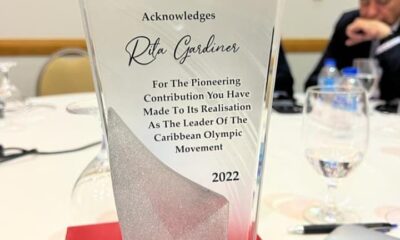 Acknowledges
Rita Gardiner
For The Pioneering
Contribution You Have
Made To Its Realisation
As The Leader Of The
Caribbean Olympic
Movement
2022